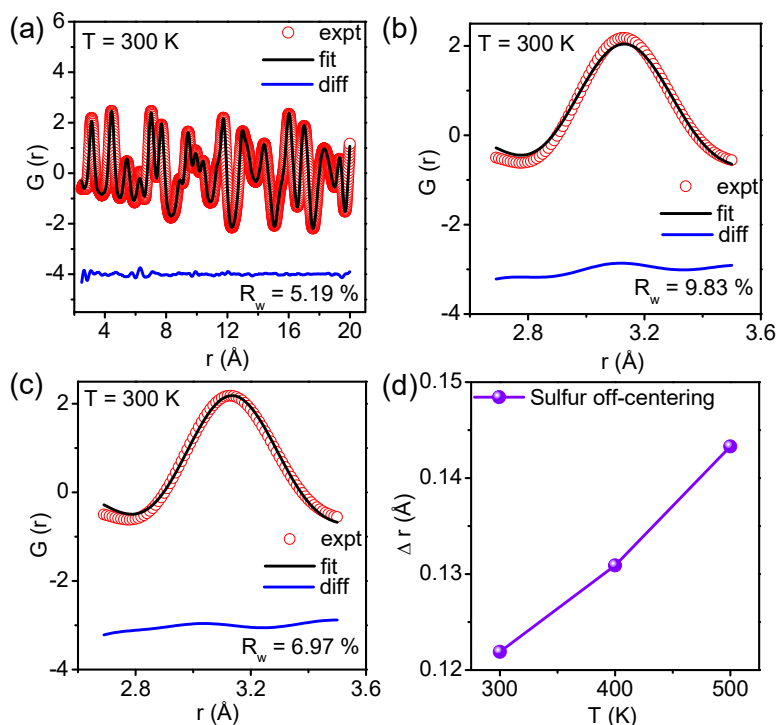 (a)
T = 300 K
expt
fit
diff
G (r)
6
4
2
0
-2
-4
R_w = 5.19 %
4 8 12 16 20
r (Å)
(b)
T = 300 K
G (r)
2
0
-2
-4
expt
fit
diff
R_w = 9.83 %
2.8 3.2 3.6
r (Å)
(c)
T = 300 K
G (r)
2
0
-2
-4
expt
fit
diff
R_w = 6.97 %
2.8 3.2 3.6
r (Å)
(d)
Sulfur off-centering
Δ r (Å)
0.15
0.14
0.13
0.12
300 400 500
T (K)